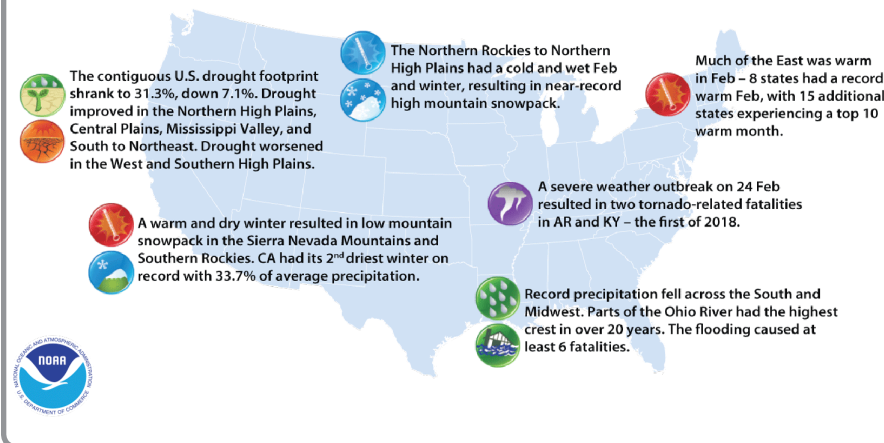 The contiguous U.S. drought footprint
shrank to 31.3%, down 7.1%. Drought
improved in the Northern High Plains,
Central Plains, Mississippi Valley, and
South to Northeast. Drought worsened
in the West and Southern High Plains.
The Northern Rockies to Northern
High Plains had a cold and wet Feb
and winter, resulting in near-record
high mountain snowpack.
Much of the East was warm
in Feb – 8 states had a record
warm Feb, with 15 additional
states experiencing a top 10
warm month.
A severe weather outbreak on 24 Feb
resulted in two tornado-related fatalities
in AR and KY – the first of 2018.
A warm and dry winter resulted in low mountain
snowpack in the Sierra Nevada Mountains and
Southern Rockies. CA had its 2nd driest winter on
record with 33.7% of average precipitation.
Record precipitation fell across the South and
Midwest. Parts of the Ohio River had the highest
crest in over 20 years. The flooding caused at
least 6 fatalities.
NATIONAL OCEANIC AND ATMOSPHERIC ADMINISTRATION
NOAA
U.S. DEPARTMENT OF COMMERCE